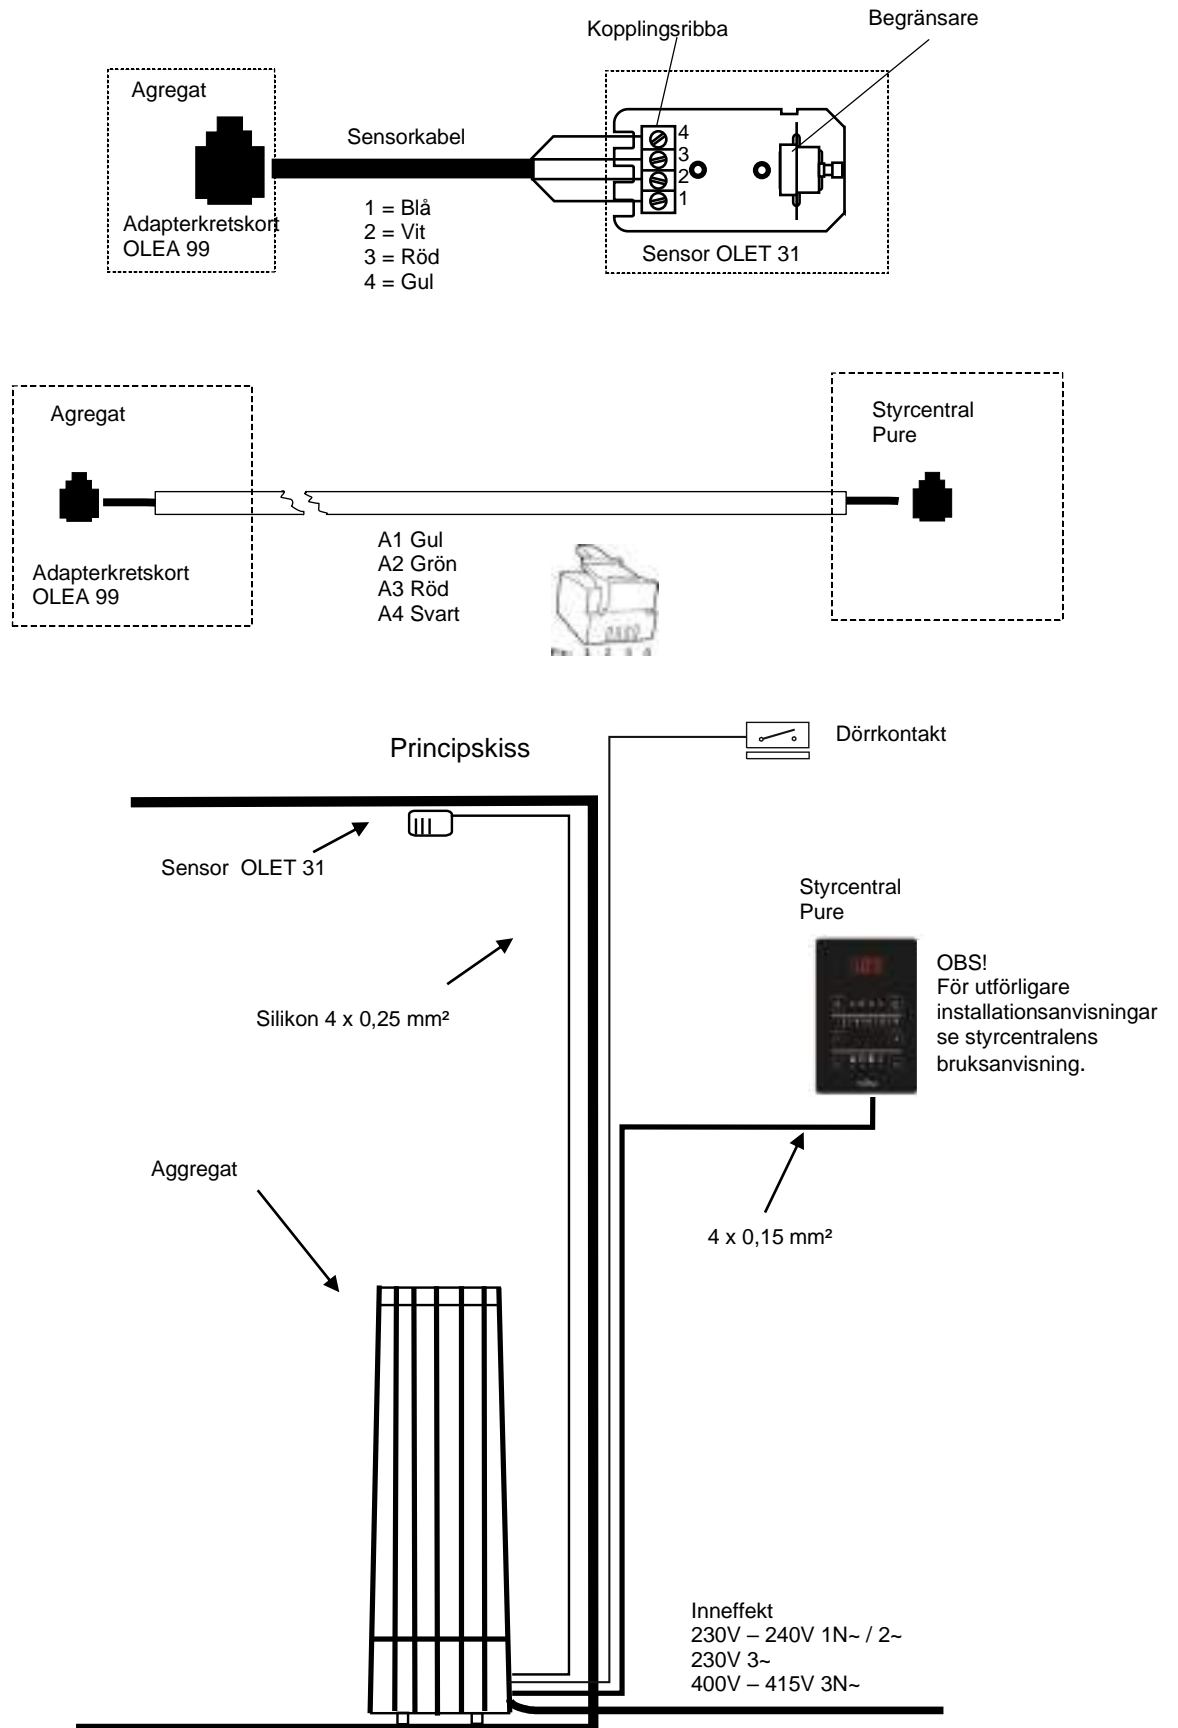 Kopplingsribba
Begränsare
Agregat
Sensorkabel
4
3
2
1
1 = Blå
2 = Vit
3 = Röd
4 = Gul
Adapterkretskort
OLEA 99
Sensor OLET 31
Agregat
Styrcentral
Pure
A1 Gul
A2 Grön
A3 Röd
A4 Svart
Adapterkretskort
OLEA 99
Principskiss
Dörrkontakt
Sensor OLET 31
Styrcentral
Pure
OBS!
För utförligare
installationsanvisningar
se styrcentralens
bruksanvisning.
Silikon 4 x 0,25 mm²
Aggregat
4 x 0,15 mm²
Inneffekt
230V – 240V 1N~ / 2~
230V 3~
400V – 415V 3N~